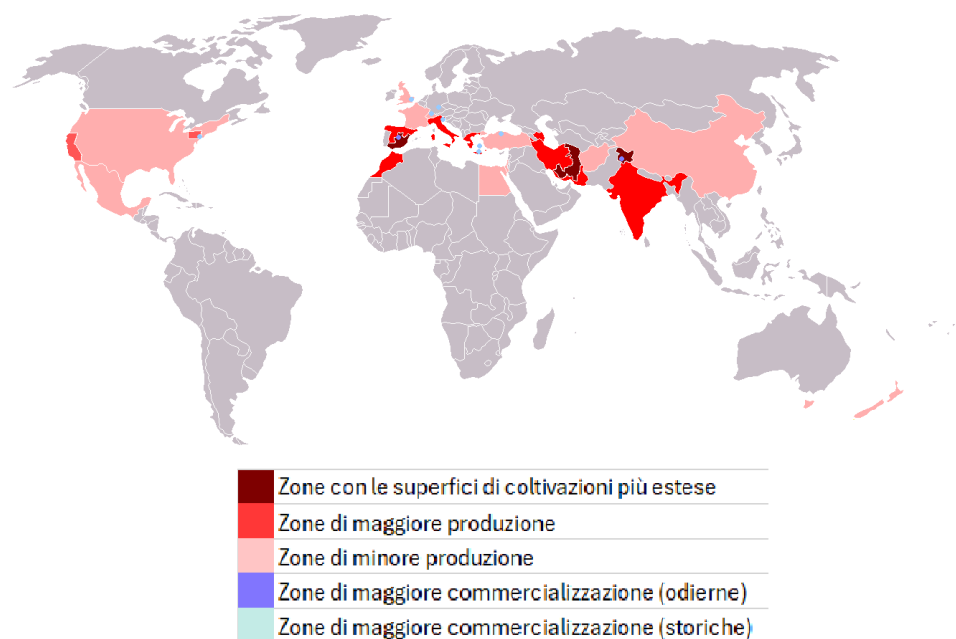 Zone con le superfici di coltivazioni più estese
Zone di maggiore produzione
Zone di minore produzione
Zone di maggiore commercializzazione (odierne)
Zone di maggiore commercializzazione (storiche)